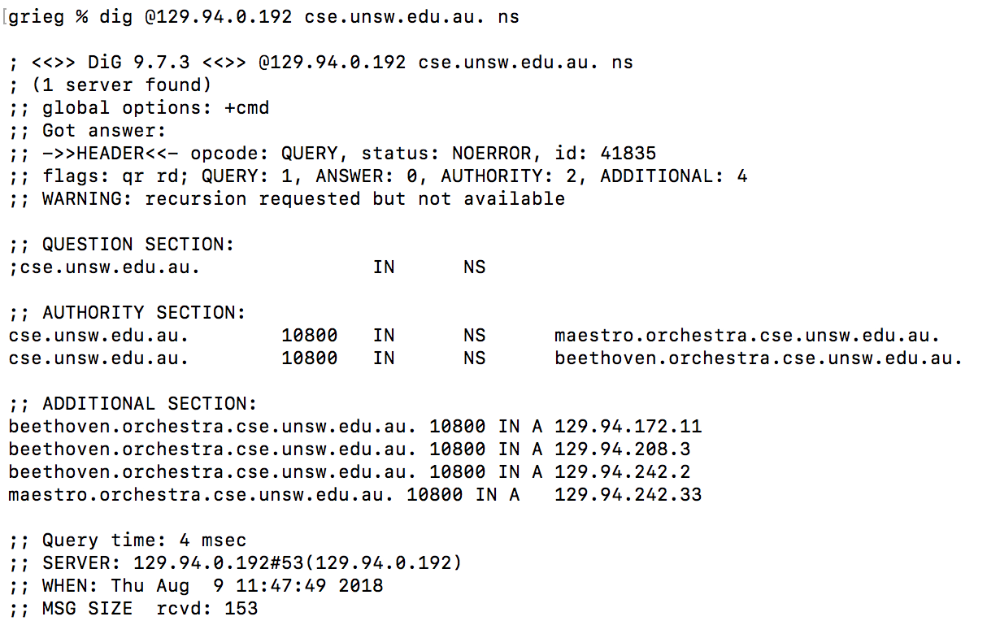 [grieg % dig @129.94.0.192 cse.unsw.edu.au. ns
; <<>> DiG 9.7.3 <<>> @129.94.0.192 cse.unsw.edu.au. ns
; (1 server found)
;; global options: +cmd
;; Got answer:
;; ->>HEADER<<- opcode: QUERY, status: NOERROR, id: 41835
;; flags: qr rd; QUERY: 1, ANSWER: 0, AUTHORITY: 2, ADDITIONAL: 4
;; WARNING: recursion requested but not available
;; QUESTION SECTION:
;cse.unsw.edu.au. IN NS
;; AUTHORITY SECTION:
cse.unsw.edu.au. 10800 IN NS maestro.orchestra.cse.unsw.edu.au.
cse.unsw.edu.au. 10800 IN NS beethoven.orchestra.cse.unsw.edu.au.
;; ADDITIONAL SECTION:
beethoven.orchestra.cse.unsw.edu.au. 10800 IN A 129.94.172.11
beethoven.orchestra.cse.unsw.edu.au. 10800 IN A 129.94.208.3
beethoven.orchestra.cse.unsw.edu.au. 10800 IN A 129.94.242.2
maestro.orchestra.cse.unsw.edu.au. 10800 IN A 129.94.242.33
;; Query time: 4 msec
;; SERVER: 129.94.0.192#53(129.94.0.192)
;; WHEN: Thu Aug 9 11:47:49 2018
;; MSG SIZE rcvd: 153